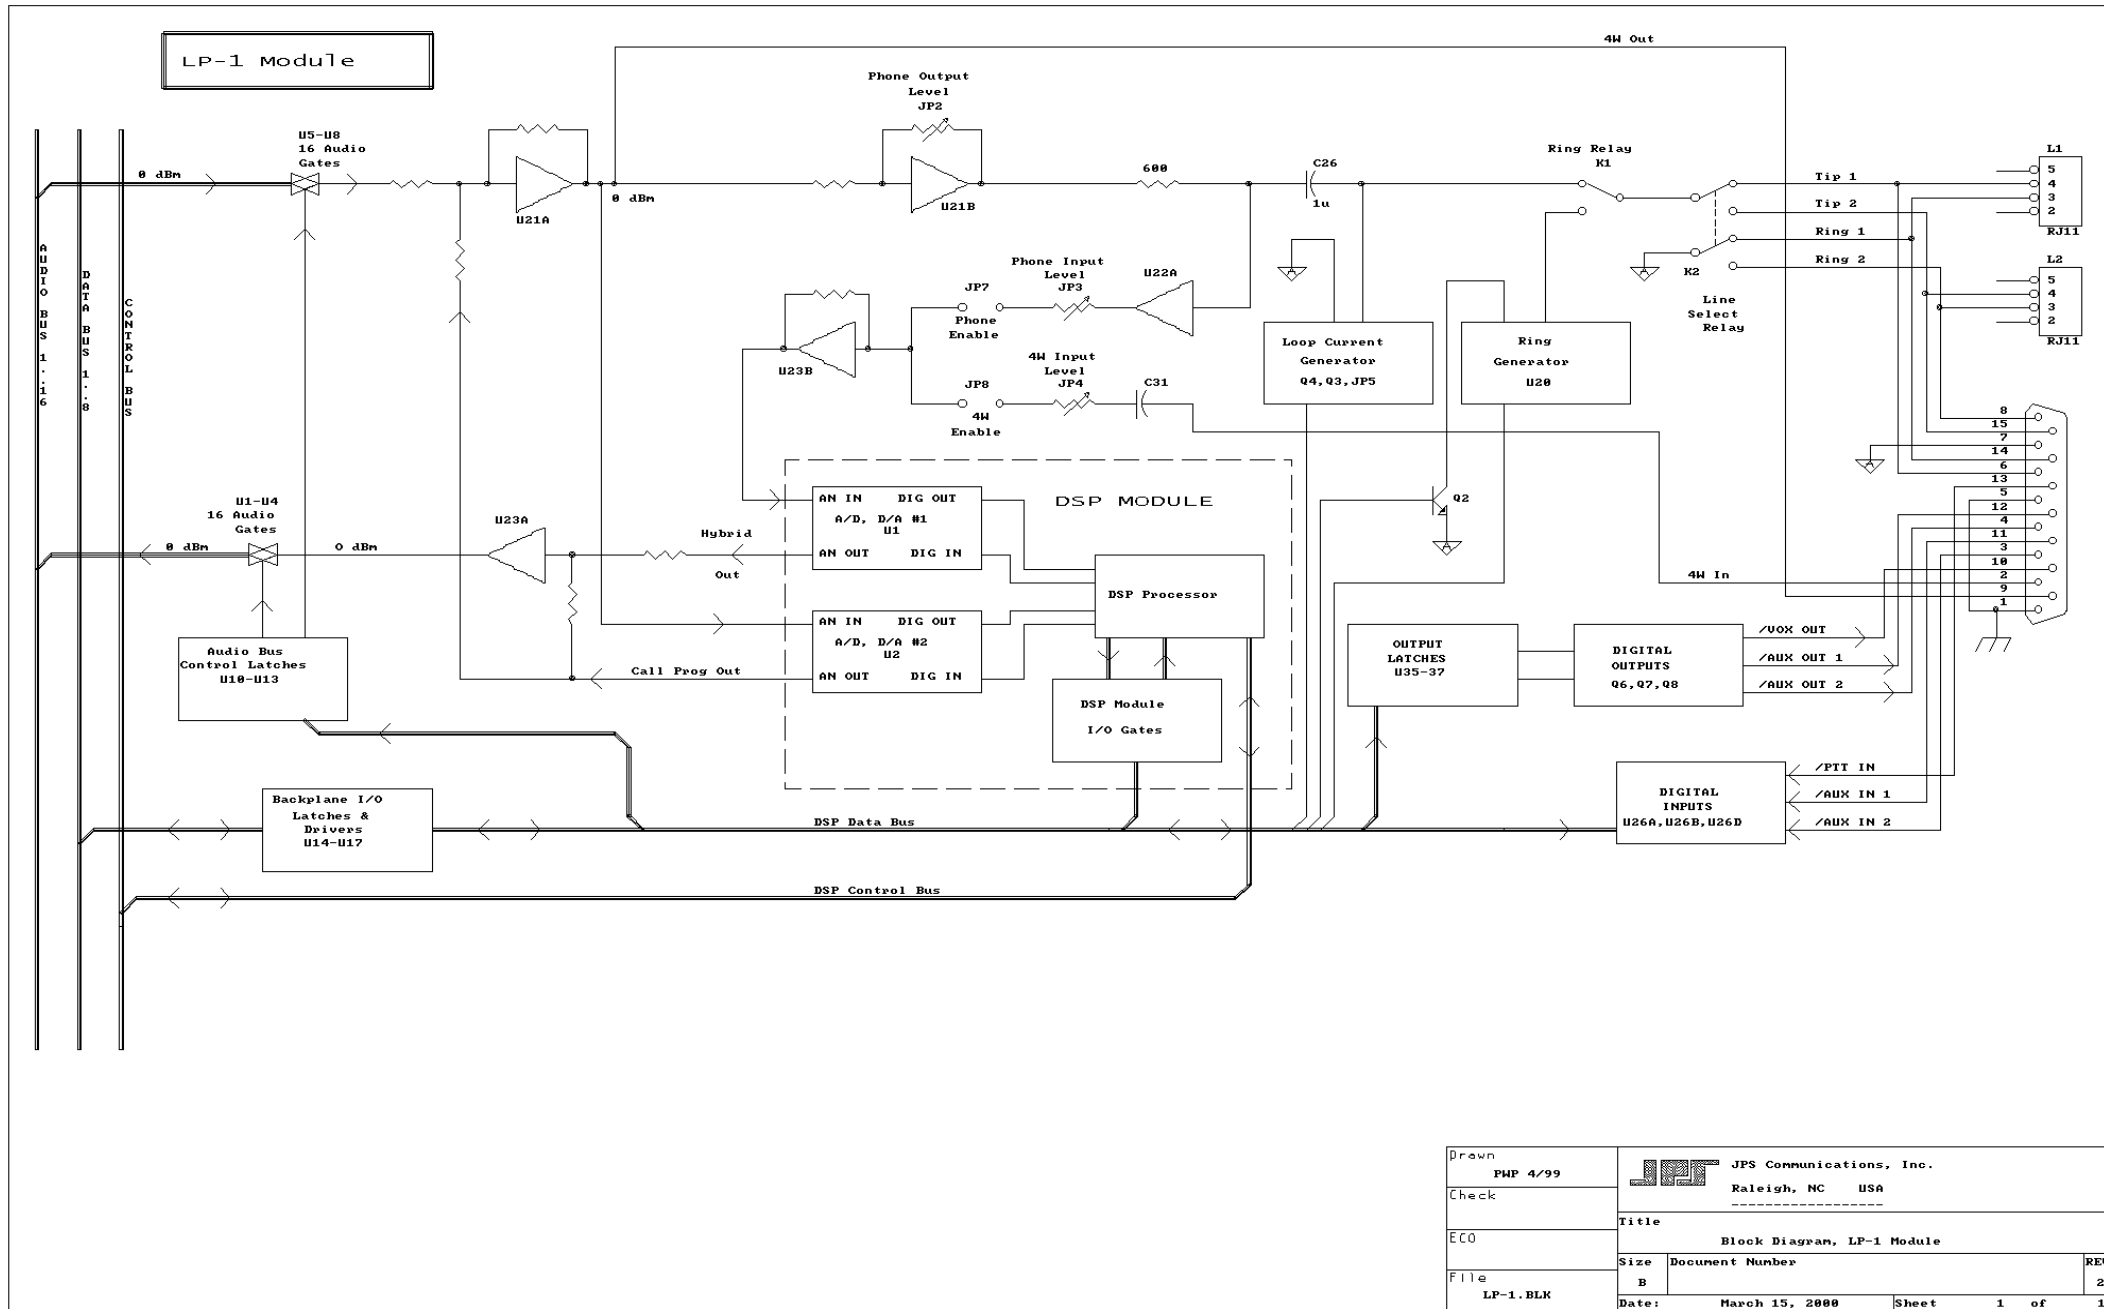 4W Out
LP-1 Module
Phone Output
Level
JP2
U5-U8
16 Audio
Gates
0 dBm
U21A
0 dBm
U21B
600
C26
1u
Ring Relay
K1
Tip 1
Tip 2
Ring 1
Ring 2
K2
Line
Select
Relay
L1
5
4
3
2
RJ11
L2
5
4
3
2
RJ11
AUDIO BUS 1..16
DATA BUS 1..8
CONTROL BUS
Phone Input
Level
JP3
U22A
JP7
Phone
Enable
U23B
4W Input
Level
JP4
C31
JP8
4W
Enable
Loop Current
Generator
Q4,Q3,JP5
Ring
Generator
U20
8
15
7
14
6
13
5
12
4
11
3
10
2
9
1
DSP MODULE
Q2
U1-U4
16 Audio
Gates
0 dBm
O dBm
U23A
Hybrid
Out
AN IN DIG OUT
A/D, D/A #1
U1
AN OUT DIG IN
DSP Processor
4W In
AN IN DIG OUT
A/D, D/A #2
U2
AN OUT DIG IN
Call Prog Out
Audio Bus
Control Latches
U10-U13
DSP Module
I/O Gates
OUTPUT
LATCHES
U35-37
DIGITAL
OUTPUTS
Q6,Q7,Q8
/VOX OUT
/AUX OUT 1
/AUX OUT 2
Backplane I/O
Latches &
Drivers
U14-U17
DSP Data Bus
DIGITAL
INPUTS
U26A,U26B,U26D
/PTT IN
/AUX IN 1
/AUX IN 2
DSP Control Bus
Drawn
PWP 4/99
Check
ECO
File
LP-1.BLK
JPS
JPS Communications, Inc.
Raleigh, NC USA
Title
Block Diagram, LP-1 Module
Size Document Number
B
REV
2
Date: March 15, 2000 Sheet 1 of 1